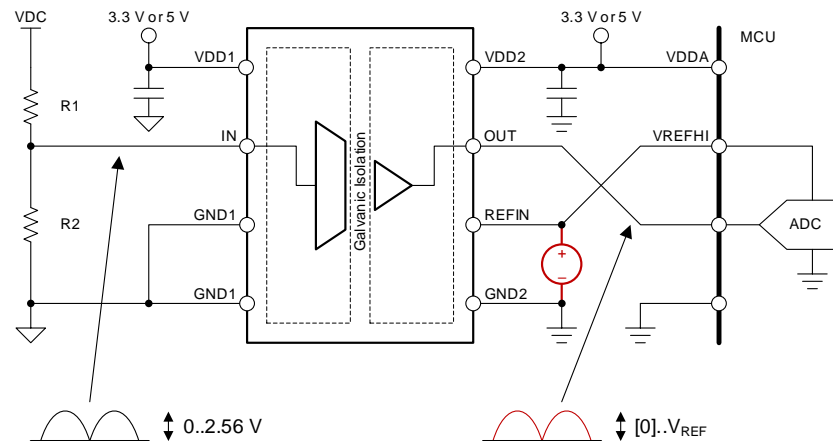 VDC
3.3 V or 5 V
3.3 V or 5 V
MCU
VDD1
VDD2
VDDA
R1
IN
OUT
VREFHI
Galvanic Isolation
R2
GND1
REFIN
ADC
+
−
GND1
GND2
0..2.56 V
[0]..VREF